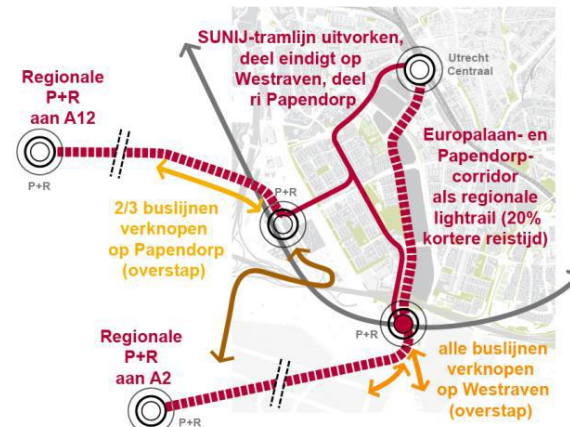 SUNIJ-tramlijn uitvorken,
deel eindigt op
Westraven, deel
ri Papendorp
Utrecht
Centraal
Regionale
P+R
aan A12
P+R
Europalaan- en
Papendorp-
corridor
als regionale
lightrail (20%
kortere reistijd)
P+R
2/3 buslijnen
verknopen
op Papendorp
(overstap)
Regionale
P+R
aan A2
P+R
P+R
alle buslijnen
verknopen
op Westraven
(overstap)